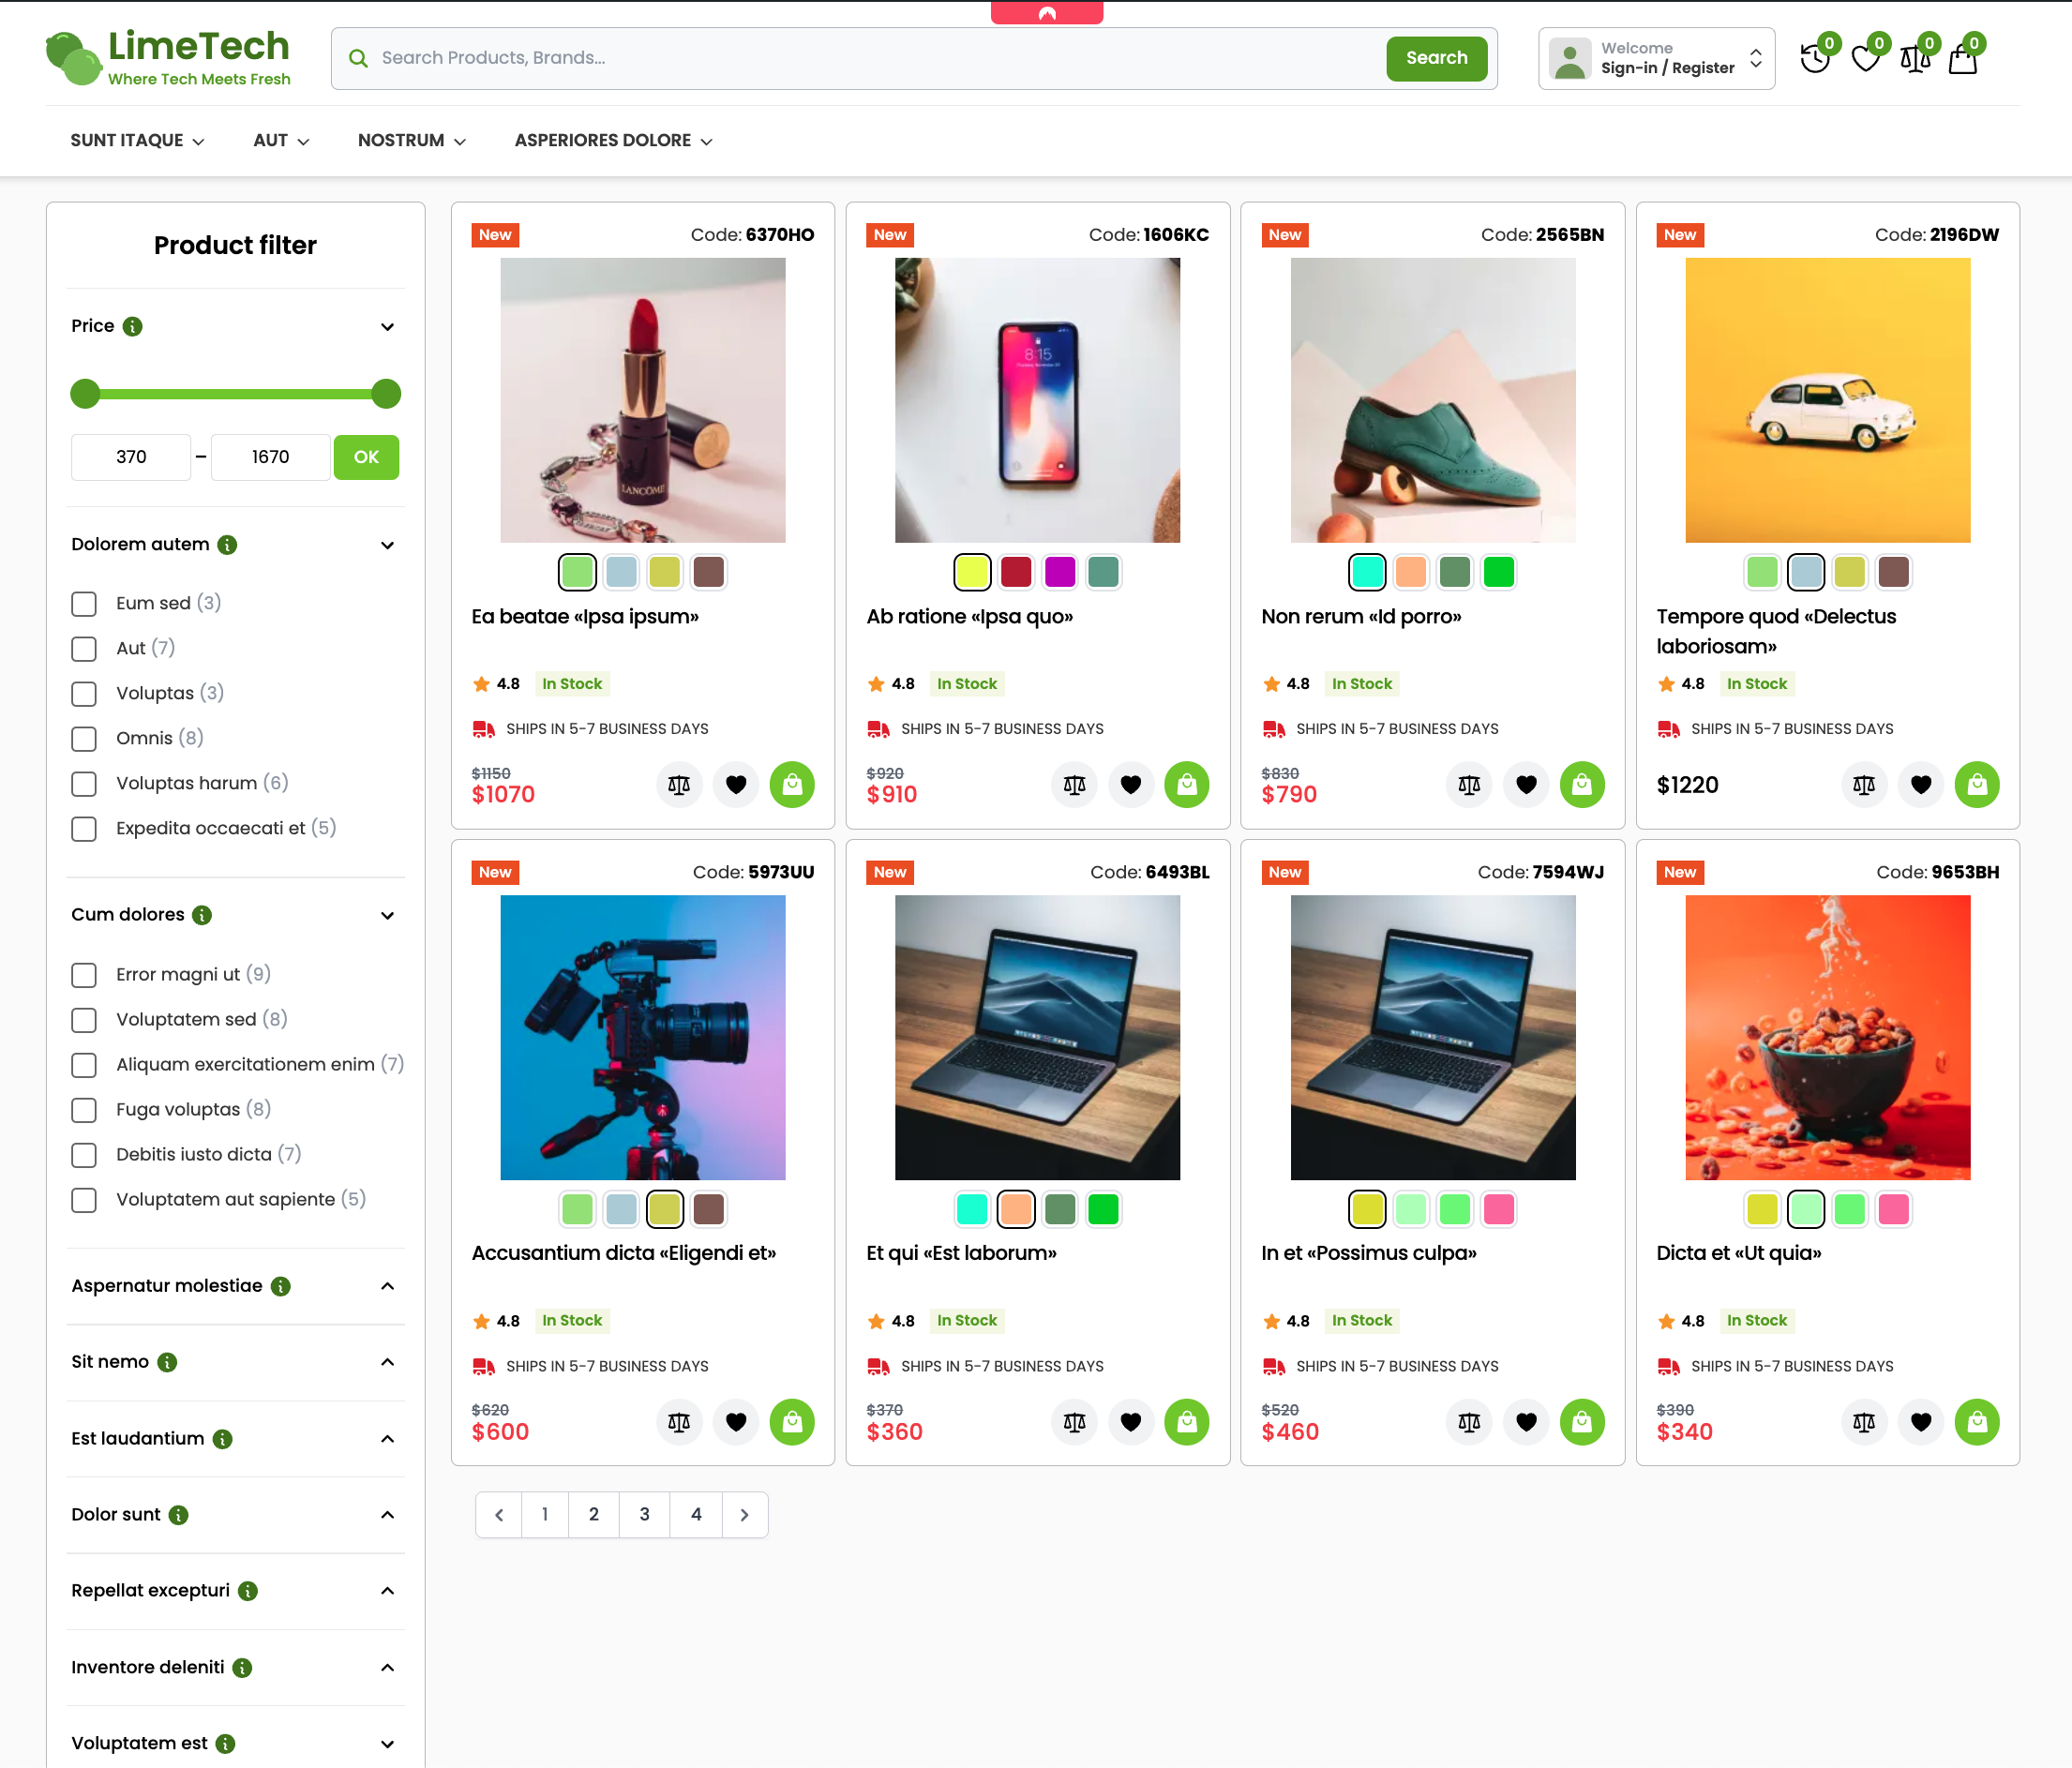 LimeTech
Where Tech Meets Fresh
Search Products, Brands...
Search
Welcome
Sign-in / Register
0
0
0
0
SUNT ITAQUE
AUT
NOSTRUM
ASPERIORES DOLORE
Product filter
Price
370 – 1670 OK
Dolorem autem
Eum sed (3)
Aut (7)
Voluptas (3)
Omnis (8)
Voluptas harum (6)
Expedita occaecati et (5)
Cum dolores
Error magni ut (9)
Voluptatem sed (8)
Aliquam exercitationem enim (7)
Fuga voluptas (8)
Debitis iusto dicta (7)
Voluptatem aut sapiente (5)
Aspernatur molestiae
Sit nemo
Est laudantium
Dolor sunt
Repellat excepturi
Inventore deleniti
Voluptatem est
New
Code: 6370HO
LANCÔME
Ea beatae «Ipsa ipsum»
4.8 In Stock
SHIPS IN 5-7 BUSINESS DAYS
$1150
$1070
New
Code: 1606KC
8:15
Ab ratione «Ipsa quo»
4.8 In Stock
SHIPS IN 5-7 BUSINESS DAYS
$920
$910
New
Code: 2565BN
Non rerum «Id porro»
4.8 In Stock
SHIPS IN 5-7 BUSINESS DAYS
$830
$790
New
Code: 2196DW
Tempore quod «Delectus
laboriosam»
4.8 In Stock
SHIPS IN 5-7 BUSINESS DAYS
$1220
New
Code: 5973UU
Accusantium dicta «Eligendi et»
4.8 In Stock
SHIPS IN 5-7 BUSINESS DAYS
$620
$600
New
Code: 6493BL
Et qui «Est laborum»
4.8 In Stock
SHIPS IN 5-7 BUSINESS DAYS
$370
$360
New
Code: 7594WJ
In et «Possimus culpa»
4.8 In Stock
SHIPS IN 5-7 BUSINESS DAYS
$520
$460
New
Code: 9653BH
Dicta et «Ut quia»
4.8 In Stock
SHIPS IN 5-7 BUSINESS DAYS
$390
$340
1 2 3 4